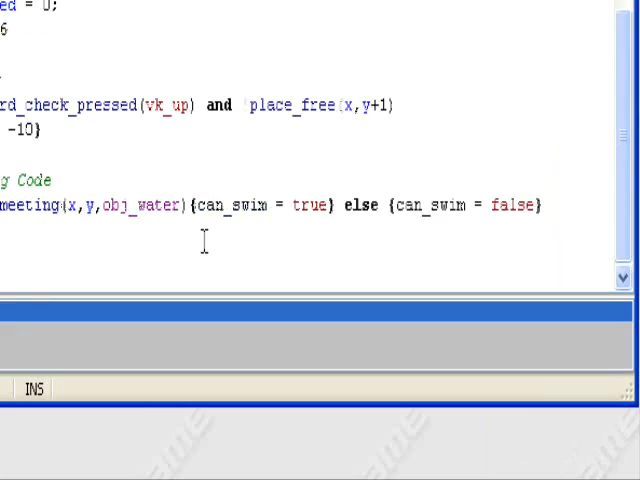 ed = 0;
6
rd_check_pressed(vk_up) and !place_free(x,y+1)
-10}
g Code
meeting(x,y,obj_water){can_swim = true} else {can_swim = false}
INS